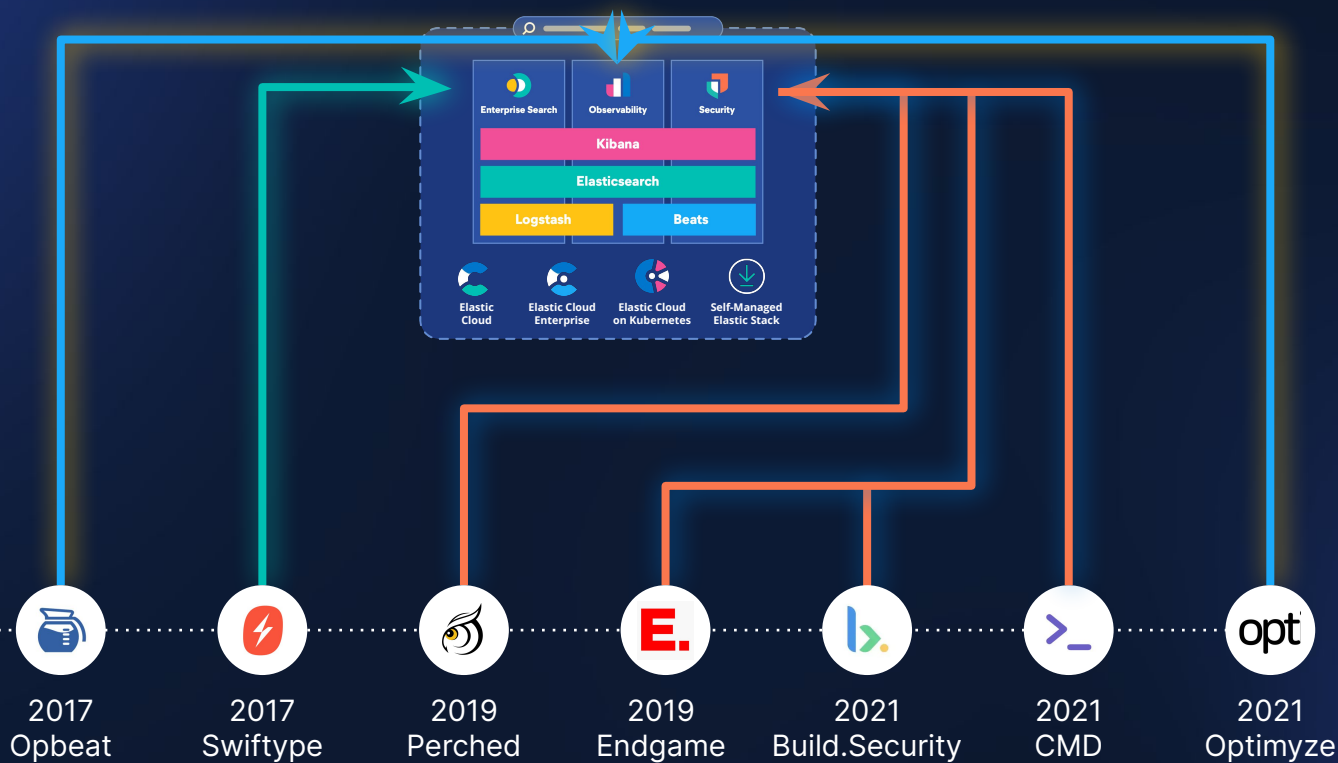 Enterprise Search
Observability
Security
Kibana
Elasticsearch
Logstash
Beats
Elastic
Cloud
Elastic Cloud
Enterprise
Elastic Cloud
on Kubernetes
Self-Managed
Elastic Stack
E.
b.
>_
opt
2017
Opbeat
2017
Swiftype
2019
Perched
2019
Endgame
2021
Build.Security
2021
CMD
2021
Optimyze